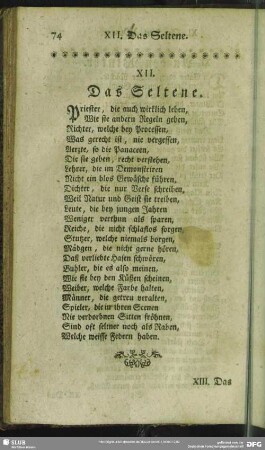 74 XII. Das Seltene.
XII.
Das Seltene.
Priester, die auch wirklich leben,
Wie sie andern Regeln geben,
Richter, welche bey Processen,
Was gerecht ist, nie vergessen,
Aerzte, so die Panaceen,
Die sie geben, recht verstehen,
Lehrer, die im Demonstriren
Nicht ein blos Gewäsche führen,
Dichter, die nur Verse schreiben,
Weil Natur und Geist sie treiben,
Leute, die bey jungen Jahren
Weniger verthun als sparen,
Reiche, die nicht schlaflos sorgen,
Stutzer, welche niemals borgen,
Mädgen, die nicht gerne hören,
Daß verliebte Hasen schwören,
Buhler, die es also meinen,
Wie sie bey den Küssen scheinen,
Weiber, welche Farbe halten,
Männer, die getreu veralten,
Spieler, die in ihren Scenen
Nie verdorbnen Sitten fröhnen,
Sind oft seltner noch als Raben,
Welche weisse Federn haben.
XIII. Das
SLUB
DFG